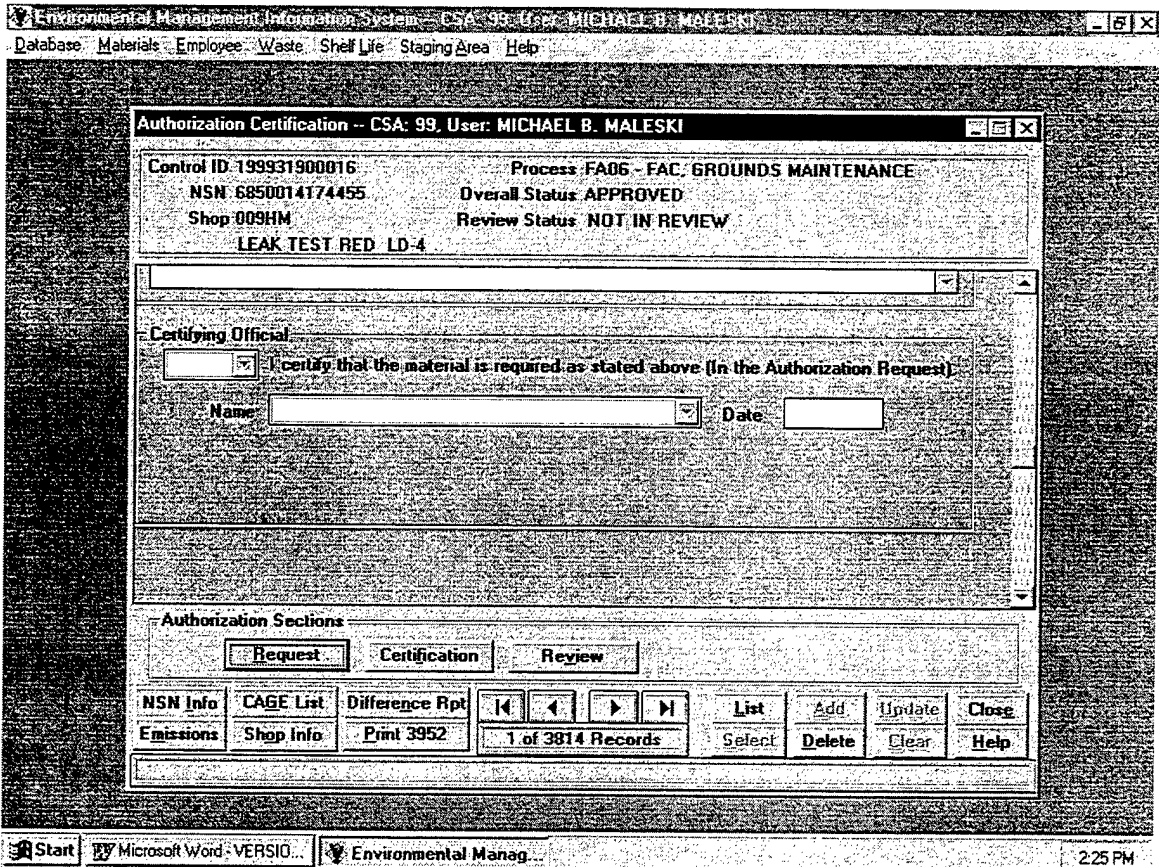 Environmental Management Information System -- CSA: 99, User: MICHAEL B. MALESKI
Database Materials Employee Waste Shelf Life Staging Area Help
Authorization Certification -- CSA: 99, User: MICHAEL B. MALESKI
Control ID 199931900016 Process FA06 - FAC, GROUNDS MAINTENANCE
NSN 6850014174455 Overall Status APPROVED
Shop 009HM Review Status NOT IN REVIEW
LEAK TEST RED LD-4
Certifying Official
I certify that the material is required as stated above (In the Authorization Request).
Name Date
Authorization Sections
Request Certification Review
NSN Info CAGE List Difference Rpt List Add Update Close
Emissions Shop Info Print 3952 1 of 3814 Records Select Delete Clear Help
Start Microsoft Word - VERSIO... Environmental Manag... 2:25 PM